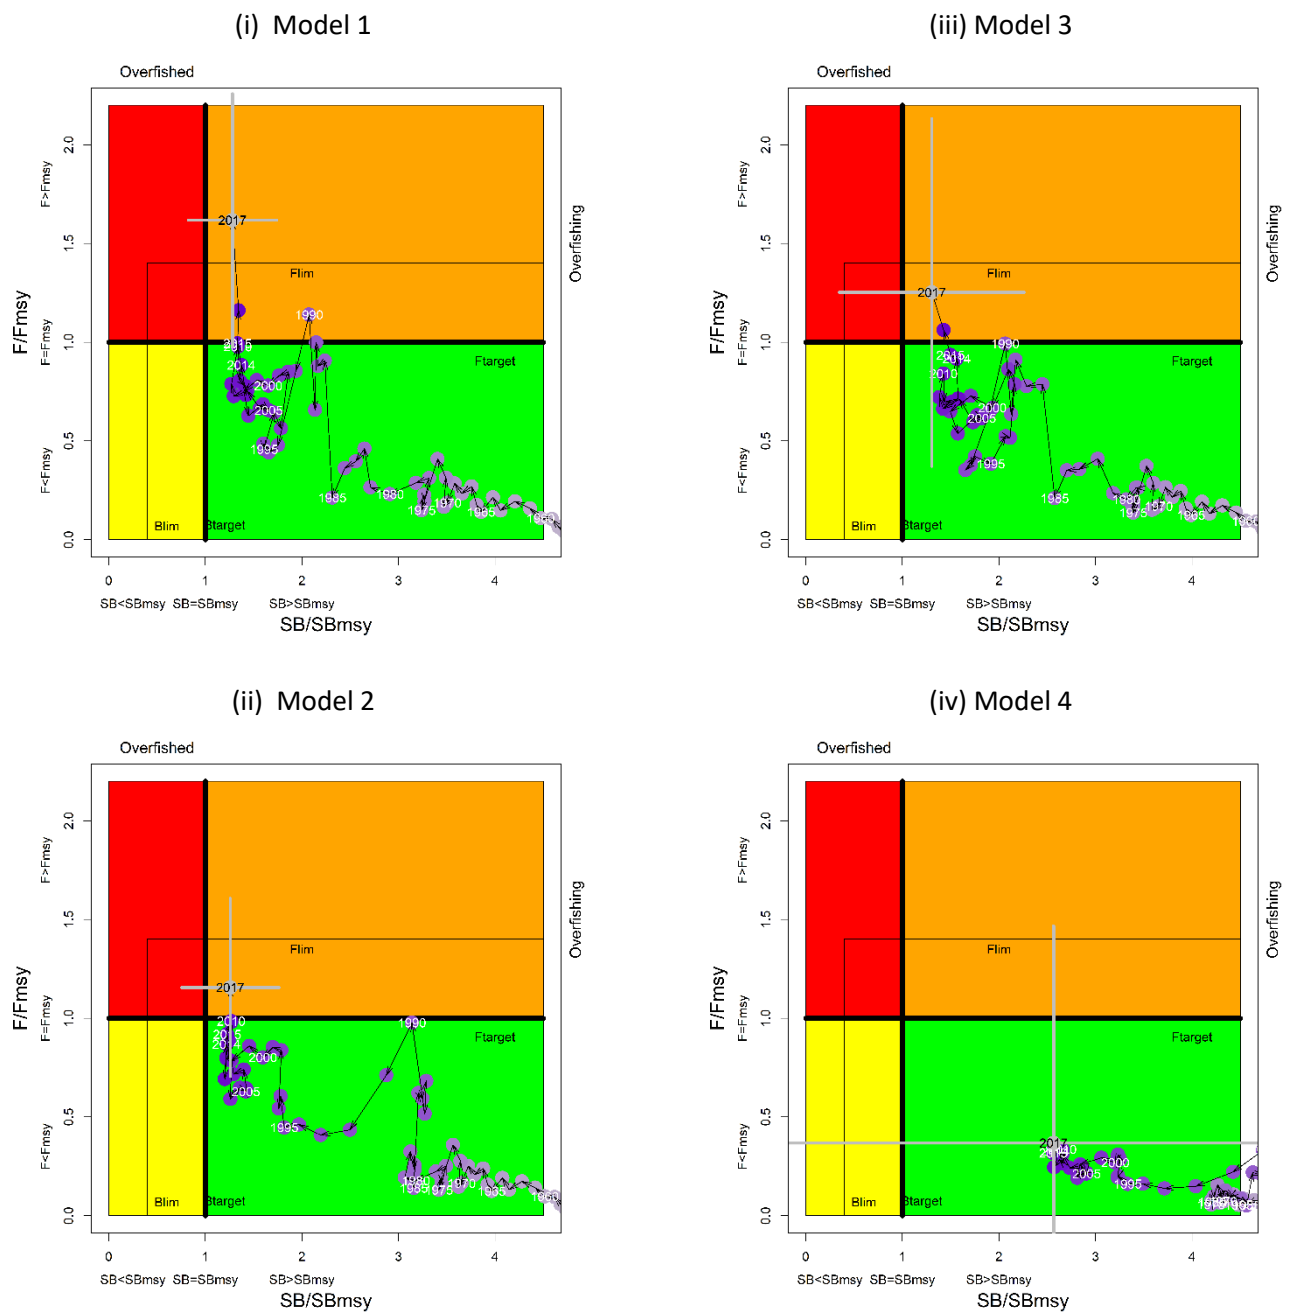 (i) Model 1
Overfished
Overfishing
F/Fmsy
F<Fmsy
F=Fmsy
F>Fmsy
0.0
0.5
1.0
1.5
2.0
2017
Flim
1990
Ftarget
2014
2000
2005
1995
1985
1980
1975
1970
1965
Blim
Btarget
0 1 2 3 4
SB<SBmsy SB=SBmsy SB>SBmsy
SB/SBmsy
(iii) Model 3
Overfished
Overfishing
F/Fmsy
F<Fmsy
F=Fmsy
F>Fmsy
0.0
0.5
1.0
1.5
2.0
Flim
2017
1990
Ftarget
2014
2010
2000
2005
1995
1985
1980
1975
1970
1965
1960
Blim
Btarget
0 1 2 3 4
SB<SBmsy SB=SBmsy SB>SBmsy
SB/SBmsy
(ii) Model 2
Overfished
Overfishing
F/Fmsy
F<Fmsy
F=Fmsy
F>Fmsy
0.0
0.5
1.0
1.5
2.0
Flim
2017
2010
1990
Ftarget
2015
2014
2000
2005
1995
1980
1985
1975
1970
1965
1960
Blim
Btarget
0 1 2 3 4
SB<SBmsy SB=SBmsy SB>SBmsy
SB/SBmsy
(iv) Model 4
Overfished
Overfishing
F/Fmsy
F<Fmsy
F=Fmsy
F>Fmsy
0.0
0.5
1.0
1.5
2.0
Flim
Ftarget
2017
2000
2005
1995
Blim
Btarget
0 1 2 3 4
SB<SBmsy SB=SBmsy SB>SBmsy
SB/SBmsy